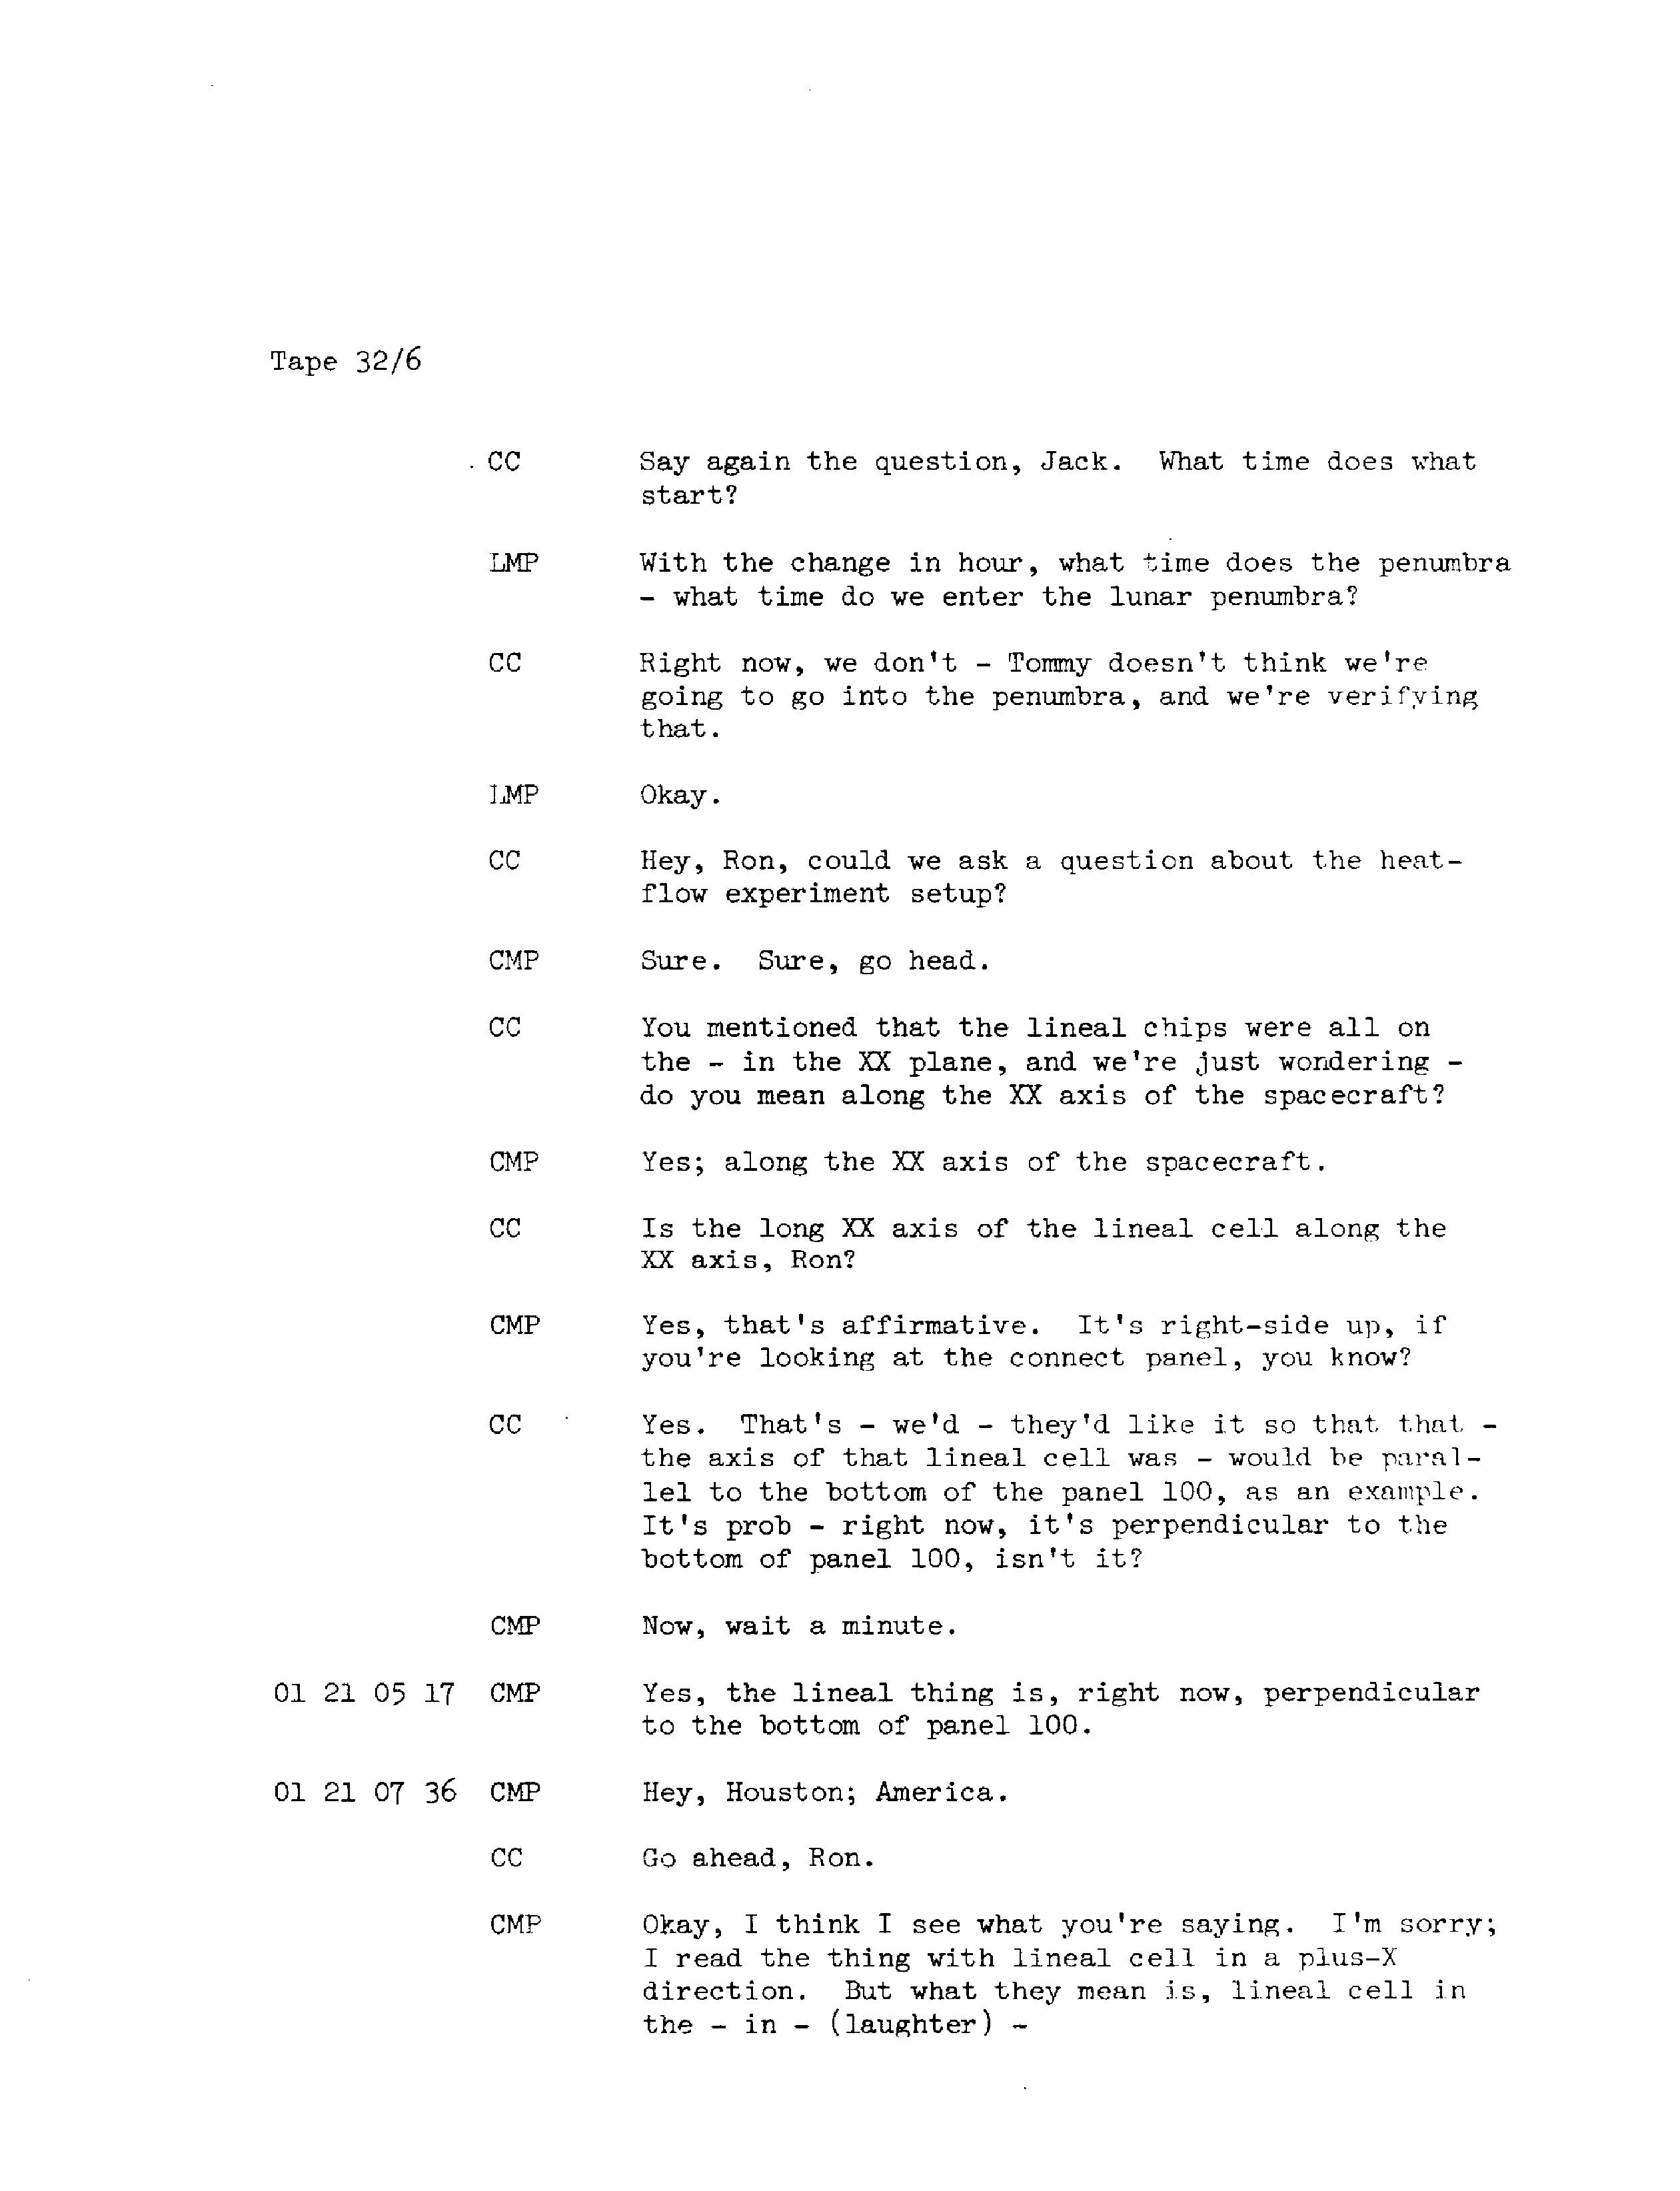 Tape 32/6
CC Say again the question, Jack. What time does what
start?
LMP With the change in hour, what time does the penumbra
- what time do we enter the lunar penumbra?
CC Right now, we don't - Tommy doesn't think we're
going to go into the penumbra, and we're verifying
that.
LMP Okay.
CC Hey, Ron, could we ask a question about the heat-
flow experiment setup?
CMP Sure. Sure, go head.
CC You mentioned that the lineal chips were all on
the - in the XX plane, and we're just wondering -
do you mean along the XX axis of the spacecraft?
CMP Yes; along the XX axis of the spacecraft.
CC Is the long XX axis of the lineal cell along the
XX axis, Ron?
CMP Yes, that's affirmative. It's right-side up, if
you're looking at the connect panel, you know?
CC Yes. That's - we'd - they'd like it so that that -
the axis of that lineal cell was - would be paral-
lel to the bottom of the panel 100, as an example.
It's prob - right now, it's perpendicular to the
bottom of panel 100, isn't it?
CMP Now, wait a minute.
01 21 05 17 CMP Yes, the lineal thing is, right now, perpendicular
to the bottom of panel 100.
01 21 07 36 CMP Hey, Houston; America.
CC Go ahead, Ron.
CMP Okay, I think I see what you're saying. I'm sorry;
I read the thing with lineal cell in a plus-X
direction. But what they mean is, lineal cell in
the - in - (laughter) -